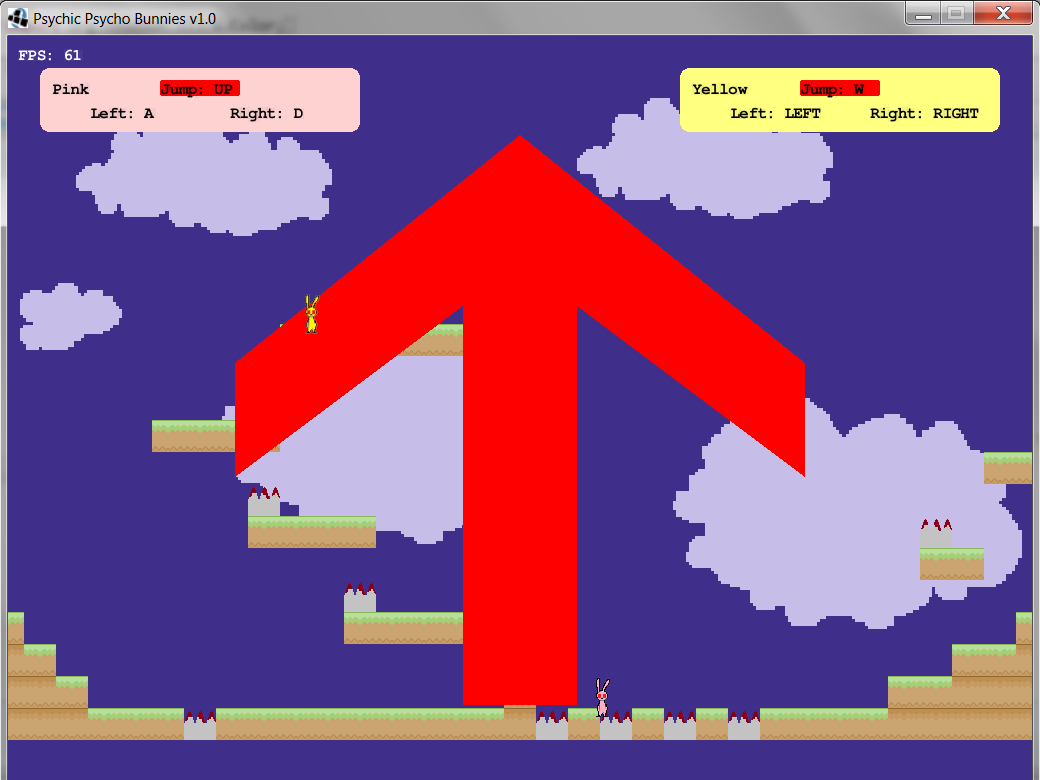 Psychic Psycho Bunnies v1.0
FPS: 61
Pink Jump: UP
Left: A Right: D
Yellow Jump: W
Left: LEFT Right: RIGHT